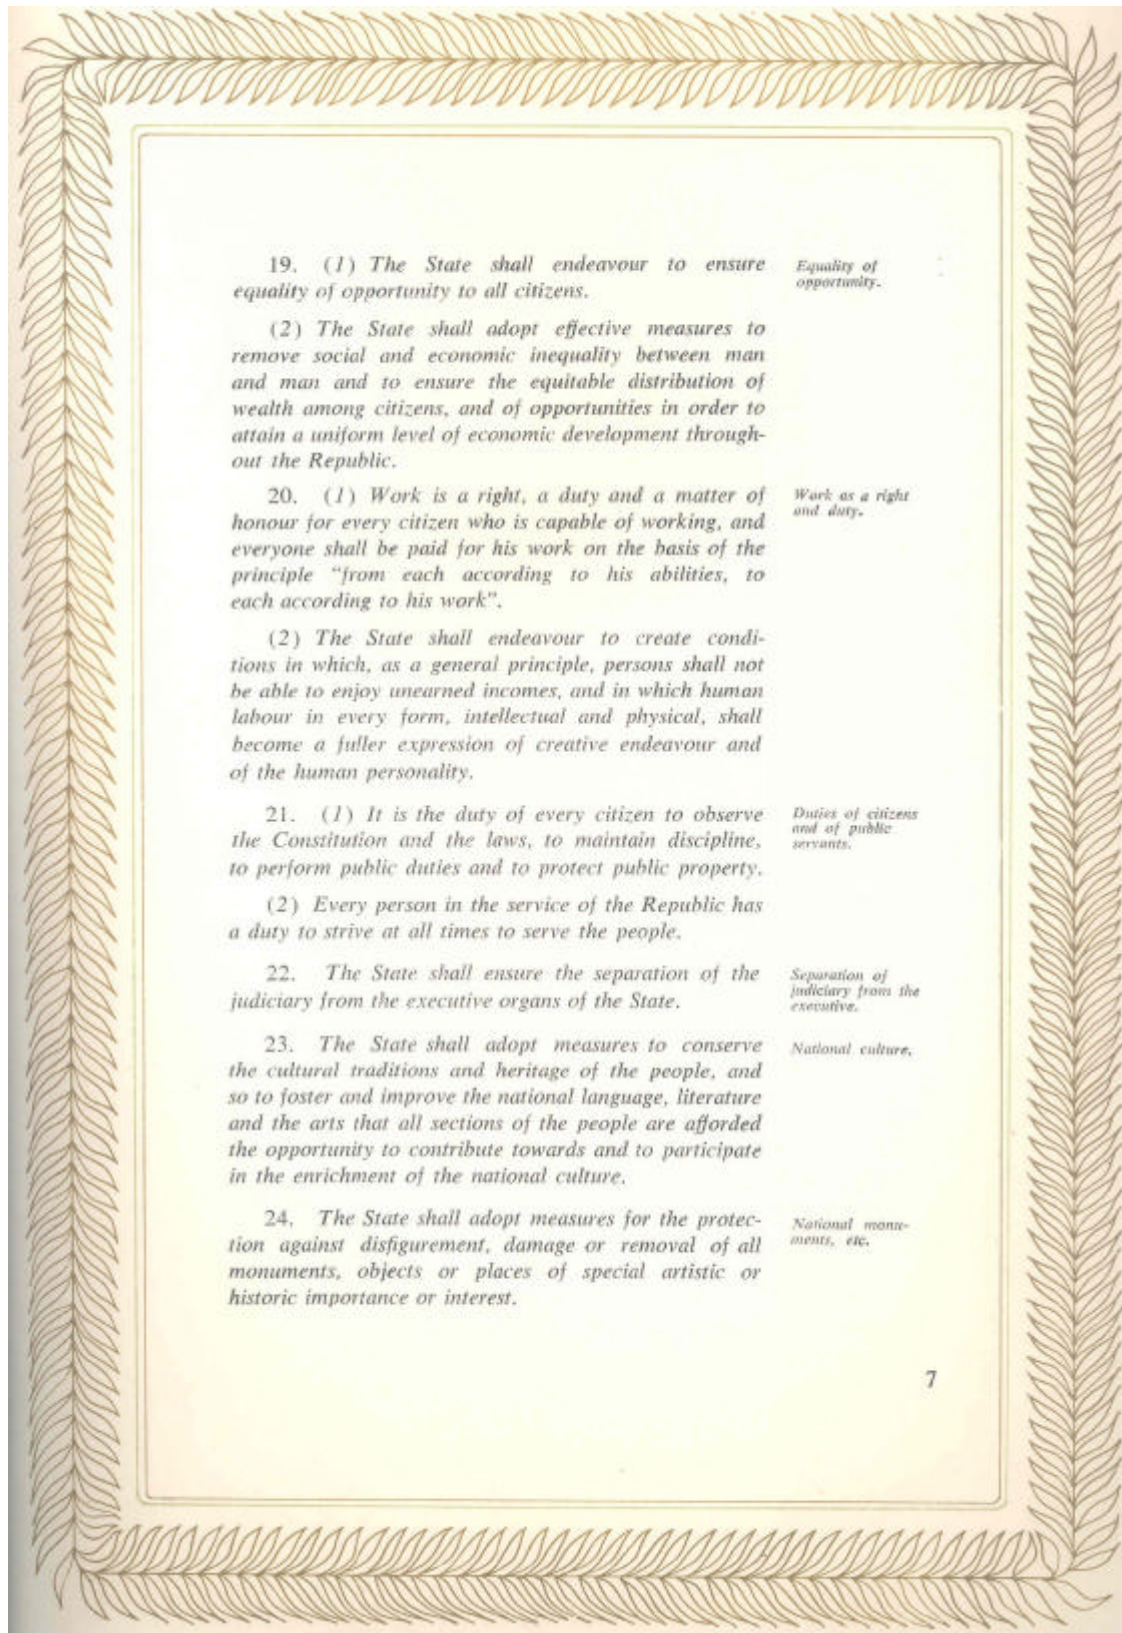 19. (1) The State shall endeavour to ensure
equality of opportunity to all citizens.
Equality of
opportunity.
(2) The State shall adopt effective measures to
remove social and economic inequality between man
and man and to ensure the equitable distribution of
wealth among citizens, and of opportunities in order to
attain a uniform level of economic development through-
out the Republic.
20. (1) Work is a right, a duty and a matter of
honour for every citizen who is capable of working, and
everyone shall be paid for his work on the basis of the
principle "from each according to his abilities, to
each according to his work".
Work as a right
and duty.
(2) The State shall endeavour to create condi-
tions in which, as a general principle, persons shall not
be able to enjoy unearned incomes, and in which human
labour in every form, intellectual and physical, shall
become a fuller expression of creative endeavour and
of the human personality.
21. (1) It is the duty of every citizen to observe
the Constitution and the laws, to maintain discipline,
to perform public duties and to protect public property.
Duties of citizens
and of public
servants.
(2) Every person in the service of the Republic has
a duty to strive at all times to serve the people.
22. The State shall ensure the separation of the
judiciary from the executive organs of the State.
Separation of
judiciary from the
executive.
23. The State shall adopt measures to conserve
the cultural traditions and heritage of the people, and
so to foster and improve the national language, literature
and the arts that all sections of the people are afforded
the opportunity to contribute towards and to participate
in the enrichment of the national culture.
National culture.
24. The State shall adopt measures for the protec-
tion against disfigurement, damage or removal of all
monuments, objects or places of special artistic or
historic importance or interest.
National monu-
ments, etc.
7